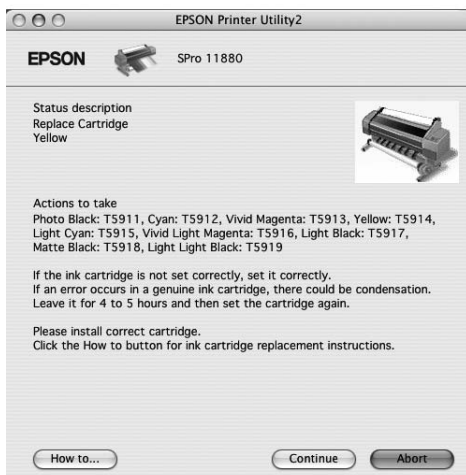 EPSON Printer Utility2
EPSON SPro 11880
Status description
Replace Cartridge
Yellow
Actions to take
Photo Black: T5911, Cyan: T5912, Vivid Magenta: T5913, Yellow: T5914,
Light Cyan: T5915, Vivid Light Magenta: T5916, Light Black: T5917,
Matte Black: T5918, Light Light Black: T5919
If the ink cartridge is not set correctly, set it correctly.
If an error occurs in a genuine ink cartridge, there could be condensation.
Leave it for 4 to 5 hours and then set the cartridge again.
Please install correct cartridge.
Click the How to button for ink cartridge replacement instructions.
How to... Continue Abort